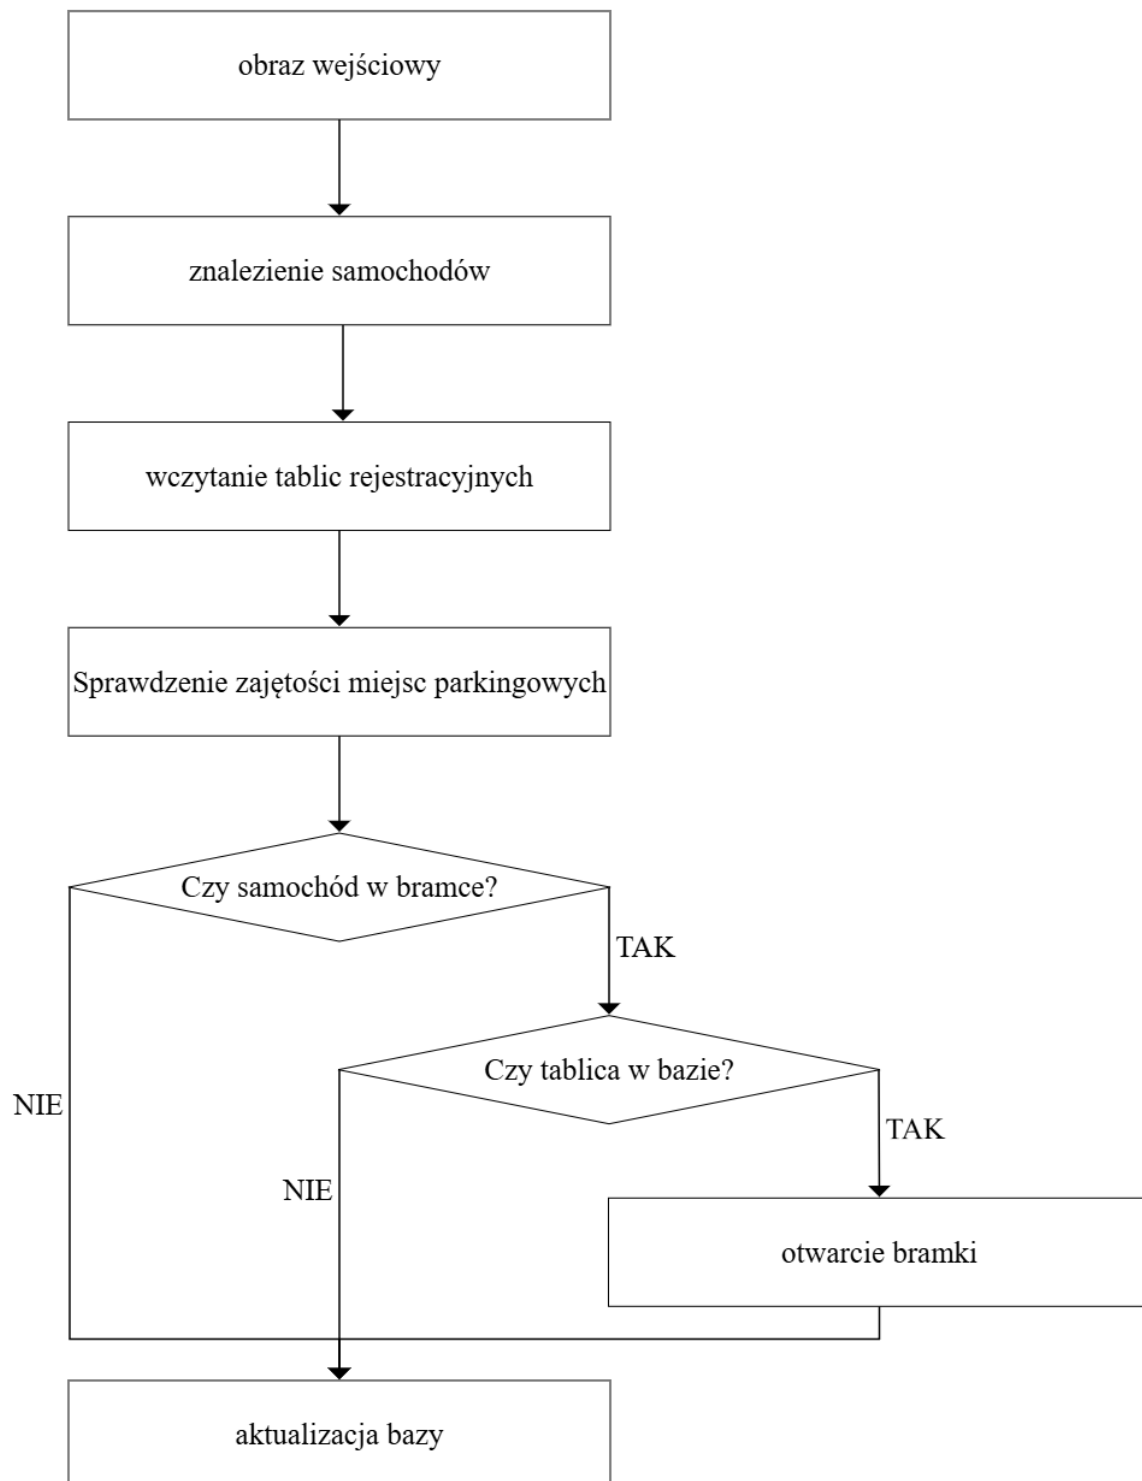 obraz wejściowy
znalezienie samochodów
wczytanie tablic rejestracyjnych
Sprawdzenie zajętości miejsc parkingowych
Czy samochód w bramce?
TAK
Czy tablica w bazie?
NIE
TAK
NIE
otwarcie bramki
aktualizacja bazy